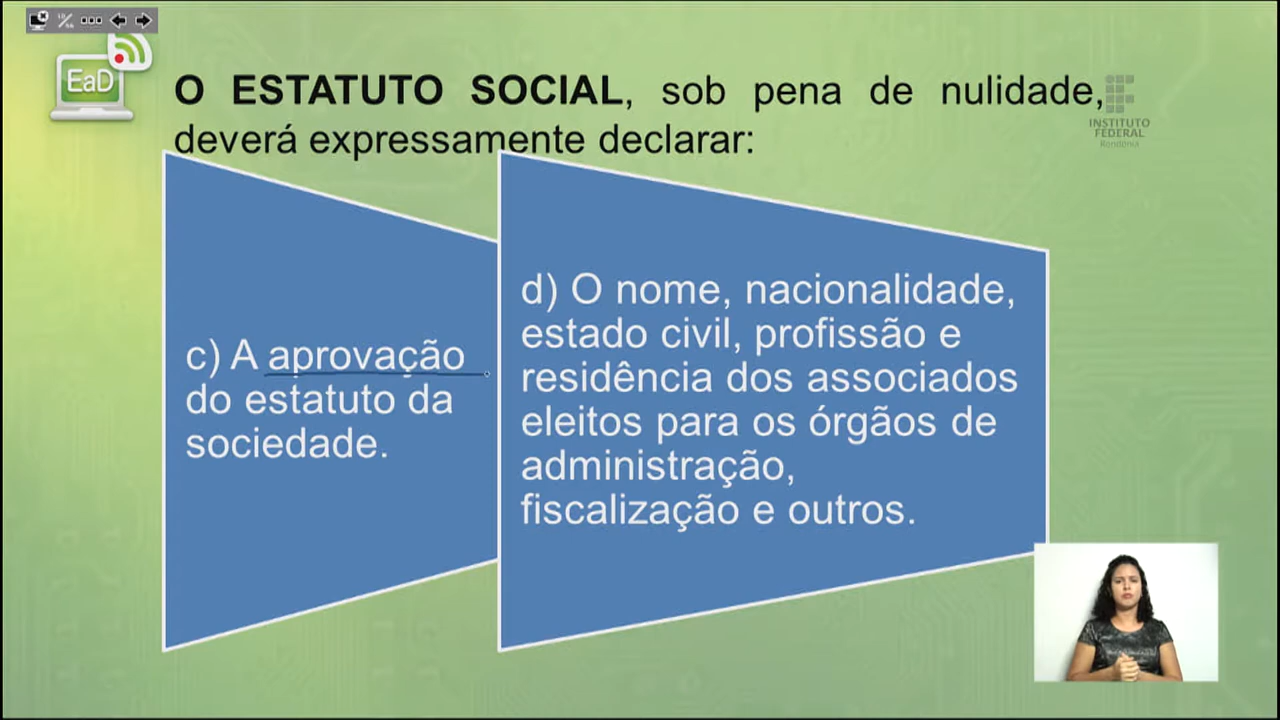 EaD
O ESTATUTO SOCIAL, sob pena de nulidade,
deverá expressamente declarar:
INSTITUTO
FEDERAL
Rondônia
c) A aprovação
do estatuto da
sociedade.
d) O nome, nacionalidade,
estado civil, profissão e
residência dos associados
eleitos para os órgãos de
administração,
fiscalização e outros.